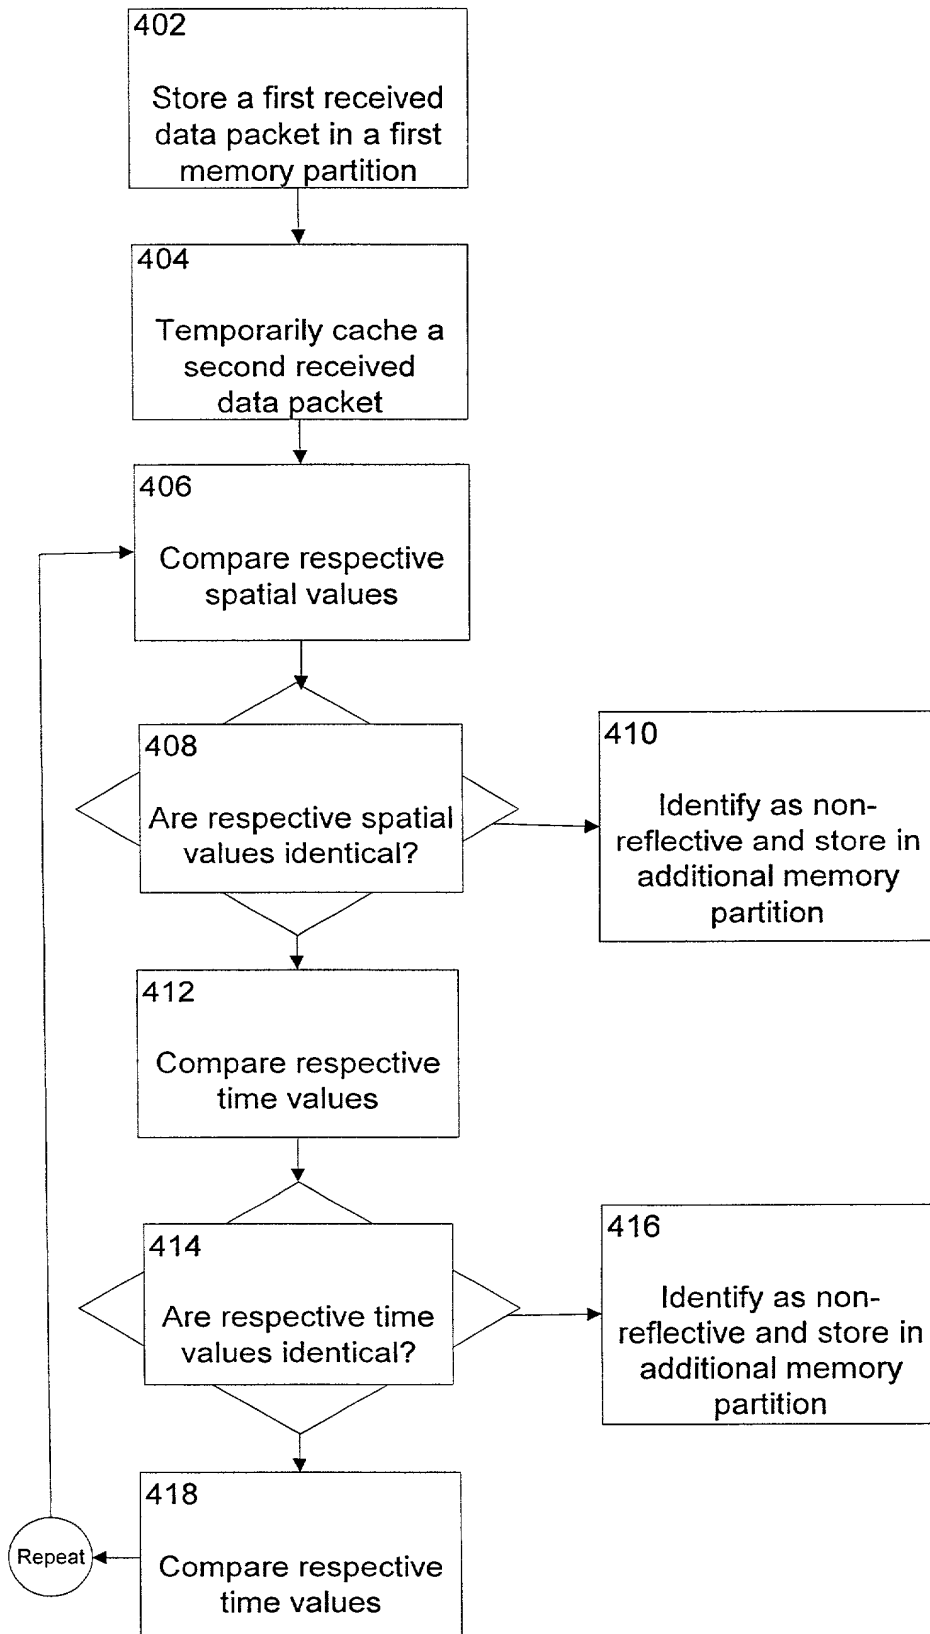 402
Store a first received
data packet in a first
memory partition
404
Temporarily cache a
second received
data packet
406
Compare respective
spatial values
408
Are respective spatial
values identical?
410
Identify as non-
reflective and store in
additional memory
partition
412
Compare respective
time values
414
Are respective time
values identical?
416
Identify as non-
reflective and store in
additional memory
partition
418
Compare respective
time values
Repeat